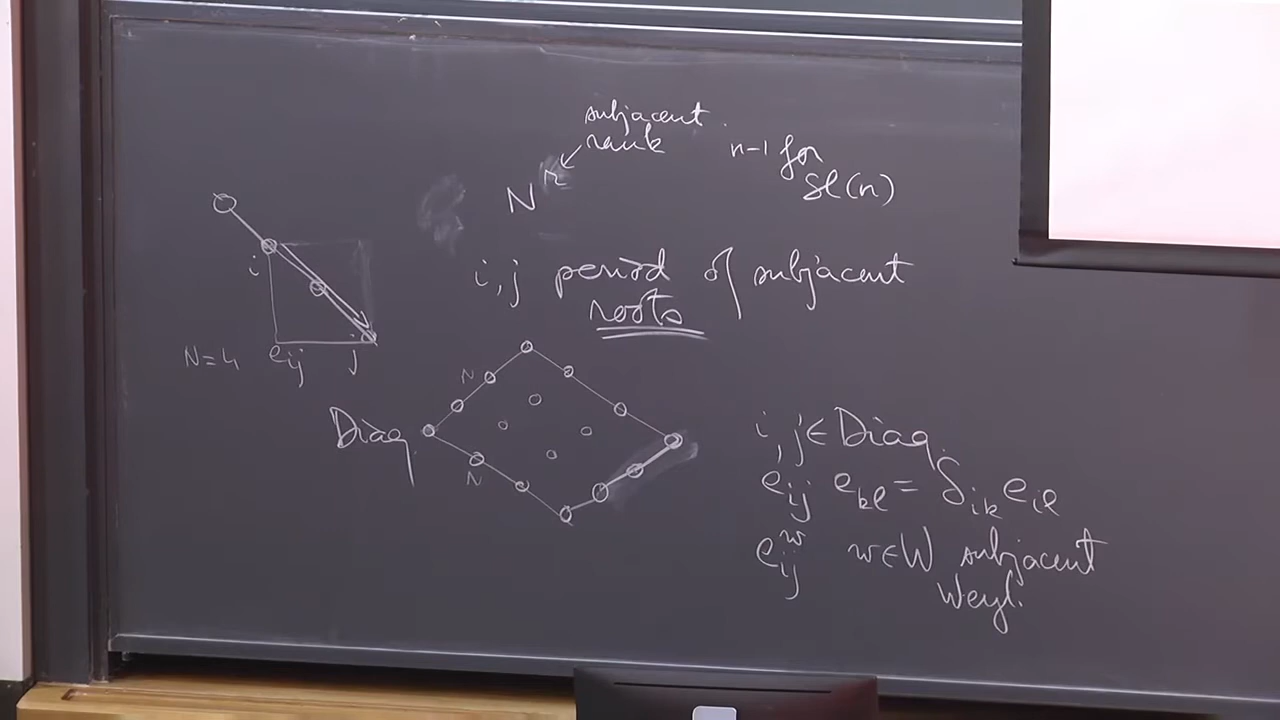 subjacent
rank
n-1 for
sl(n)
N^r
i
i, j period of subjacent
roots
N=4 e_ij j
N
Diag.
N
i, j ∈ Diag.
e_ij e_kl = δ_ik e_il
e_ij^w w ∈ W subjacent
Weyl.